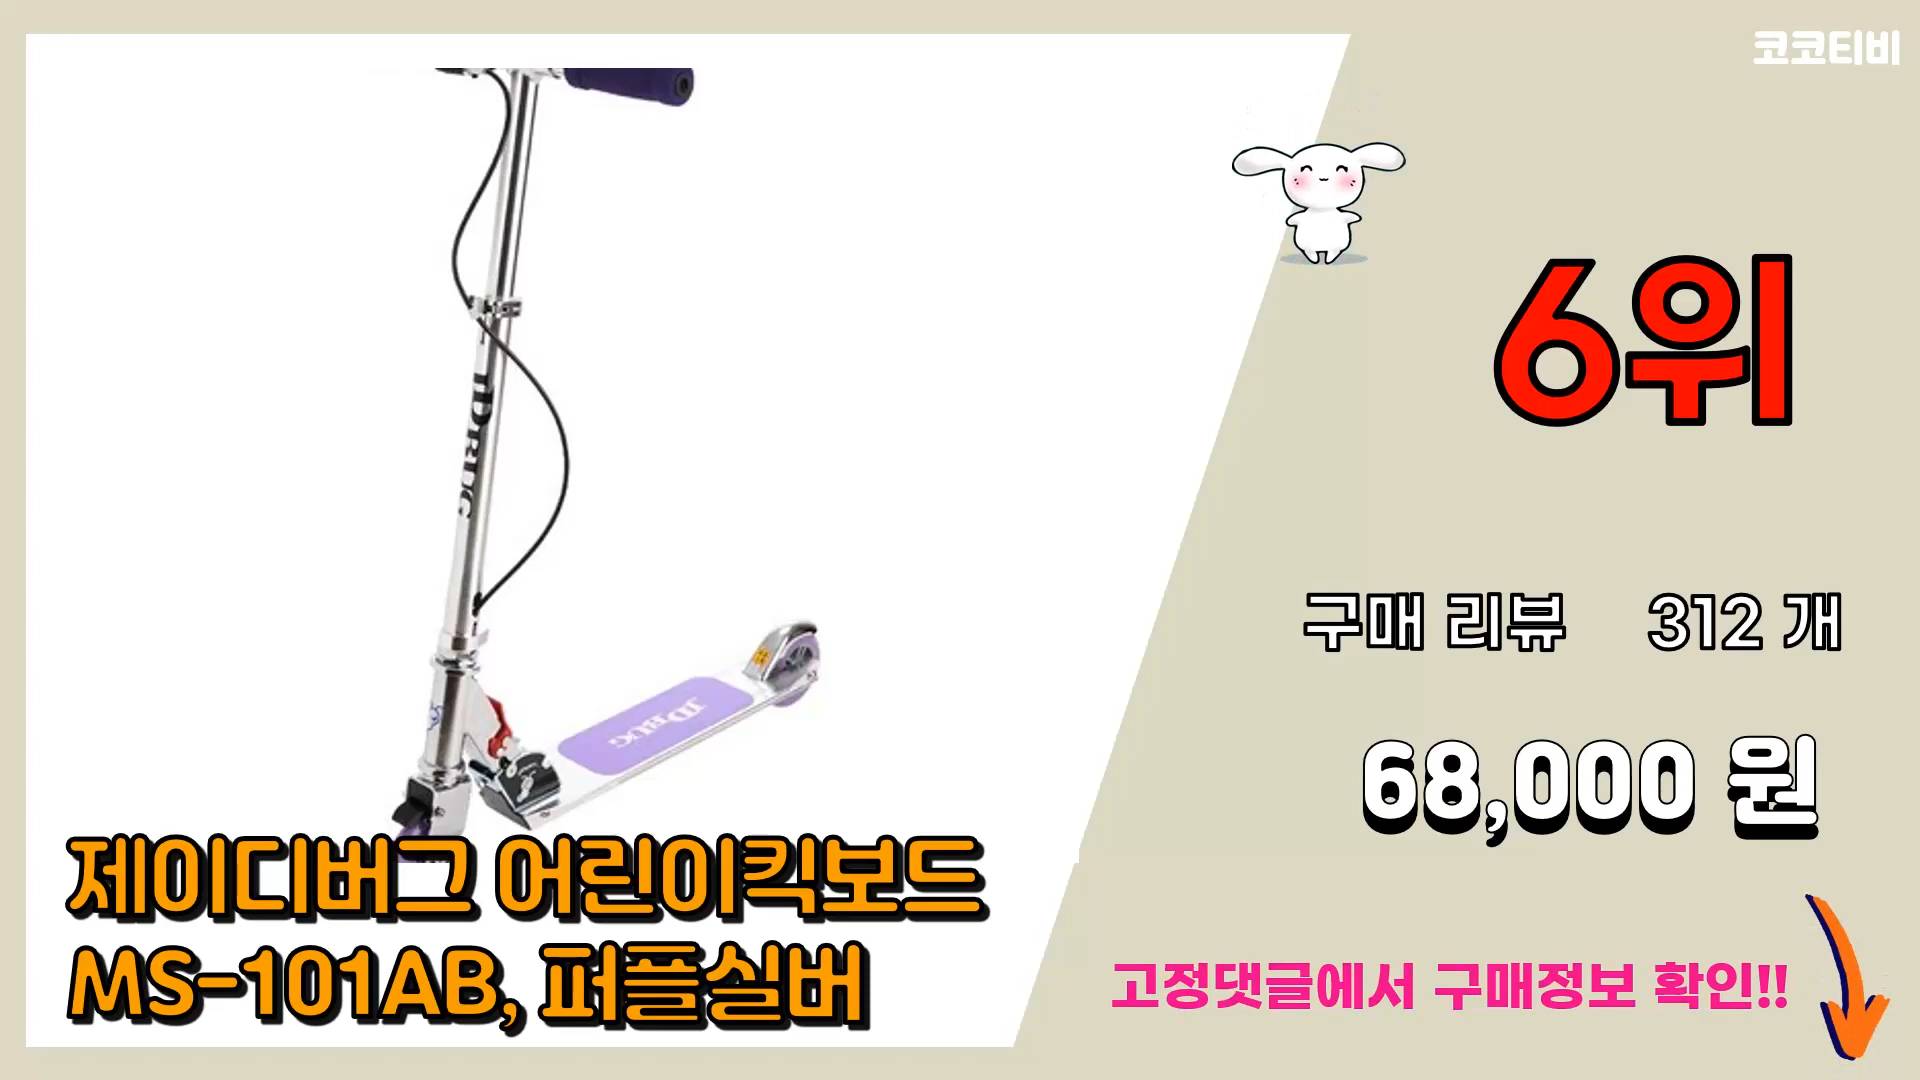 코코티비
6위
JDBUG
JDBUG
구매 리뷰 312 개
68,000 원
제이디버그 어린이킥보드
MS-101AB, 퍼플실버
고정댓글에서 구매정보 확인!!